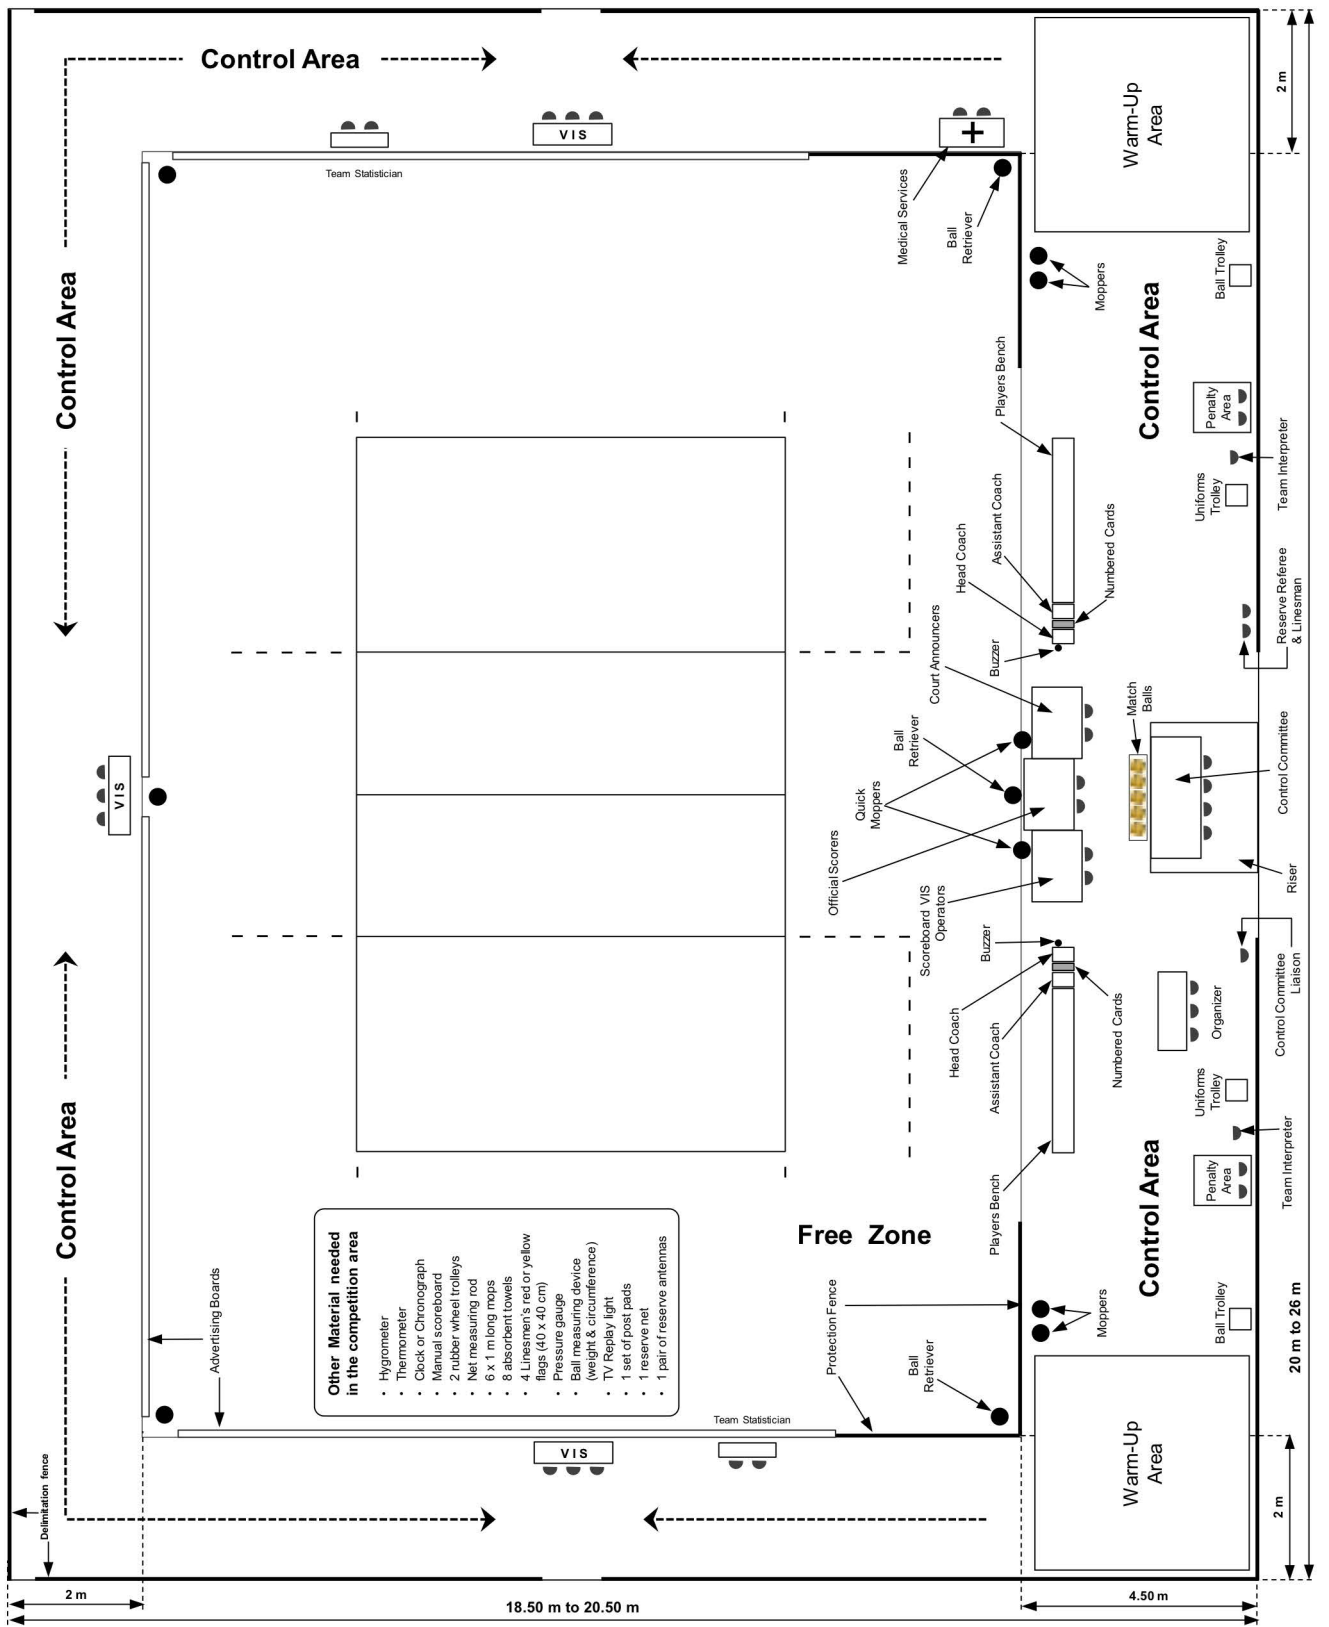 Control Area
2 m
Warm-Up
Area
VIS
Team Statistician
Medical Services
Ball
Retriever
Moppers
Ball Trolley
Control Area
Control Area
Players Bench
Penalty
Area
Team Interpreter
Assistant Coach
Uniforms
Trolley
Head Coach
Numbered Cards
Court Announcers
Buzzer
Reserve Referee
& Linesman
Match
Balls
Ball
Retriever
VIS
Quick
Moppers
Control Committee
Official Scorers
Riser
Scoreboard VIS
Operators
Buzzer
Control Committee
Liaison
Head Coach
Assistant Coach
Numbered Cards
Organizer
Uniforms
Trolley
Control Area
Control Area
Team Interpreter
Penalty
Area
Players Bench
Free Zone
20 m to 26 m
Other Material needed
in the competition area
• Hygrometer
• Thermometer
• Clock or Chronograph
• Manual scoreboard
• 2 rubber wheel trolleys
• Net measuring rod
• 6 x 1 m long mops
• 8 absorbent towels
• 4 Linesmen's red or yellow
flags (40 x 40 cm)
• Pressure gauge
• Ball measuring device
(weight & circumference)
• TV Replay light
• 1 set of post pads
• 1 reserve net
• 1 pair of reserve antennas
Advertising Boards
Protection Fence
Ball
Retriever
Moppers
Ball Trolley
Team Statistician
VIS
Warm-Up
Area
Delimitation fence
2 m
2 m
4.50 m
18.50 m to 20.50 m